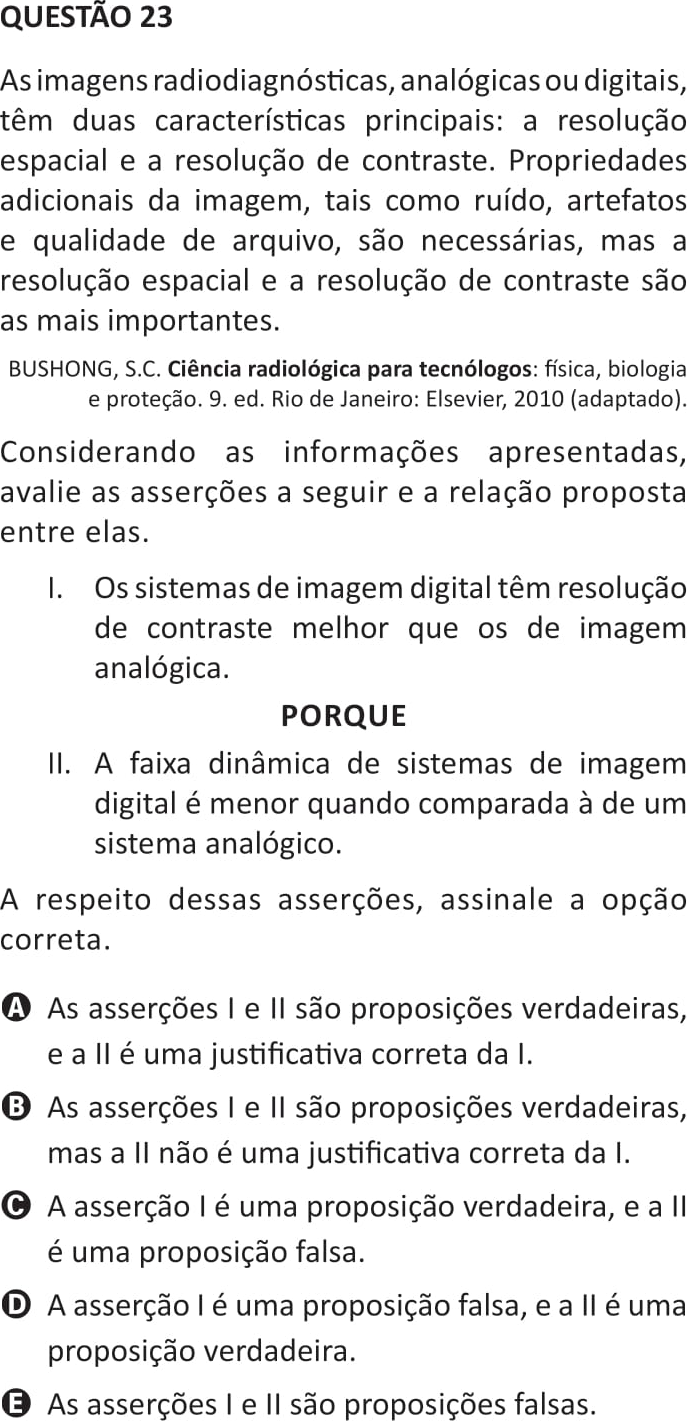 QUESTÃO 23
As imagens radiodiagnósticas, analógicas ou digitais,
têm duas características principais: a resolução
espacial e a resolução de contraste. Propriedades
adicionais da imagem, tais como ruído, artefatos
e qualidade de arquivo, são necessárias, mas a
resolução espacial e a resolução de contraste são
as mais importantes.
BUSHONG, S.C. Ciência radiológica para tecnólogos: física, biologia
e proteção. 9. ed. Rio de Janeiro: Elsevier, 2010 (adaptado).
Considerando as informações apresentadas,
avalie as asserções a seguir e a relação proposta
entre elas.
I. Os sistemas de imagem digital têm resolução
de contraste melhor que os de imagem
analógica.
PORQUE
II. A faixa dinâmica de sistemas de imagem
digital é menor quando comparada à de um
sistema analógico.
A respeito dessas asserções, assinale a opção
correta.
A As asserções I e II são proposições verdadeiras,
e a II é uma justificativa correta da I.
B As asserções I e II são proposições verdadeiras,
mas a II não é uma justificativa correta da I.
C A asserção I é uma proposição verdadeira, e a II
é uma proposição falsa.
D A asserção I é uma proposição falsa, e a II é uma
proposição verdadeira.
E As asserções I e II são proposições falsas.